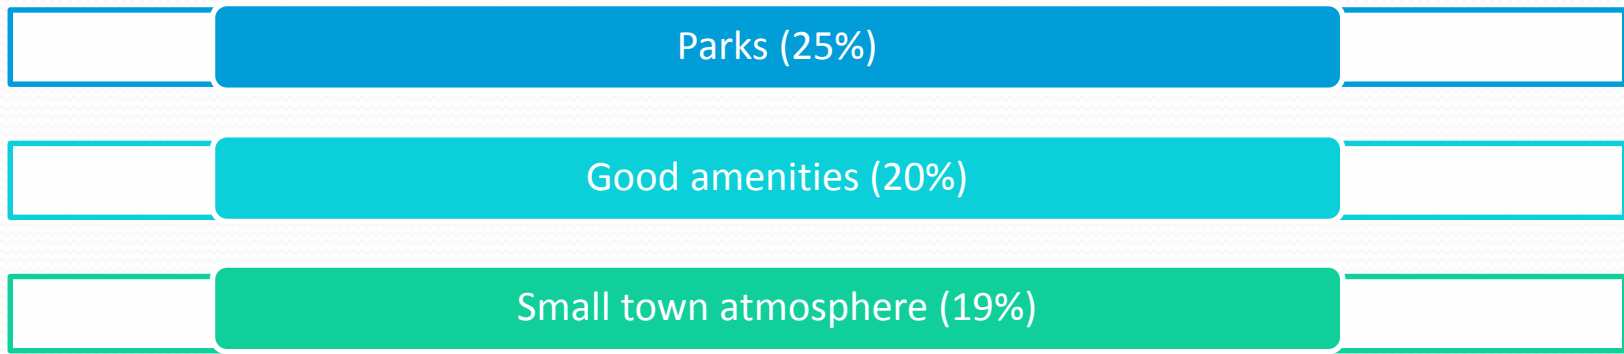 Parks (25%)
Good amenities (20%)
Small town atmosphere (19%)